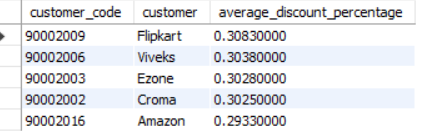 customer_code customer average_discount_percentage
90002009 Flipkart 0.30830000
90002006 Viveks 0.30380000
90002003 Ezone 0.30280000
90002002 Croma 0.30250000
90002016 Amazon 0.29330000